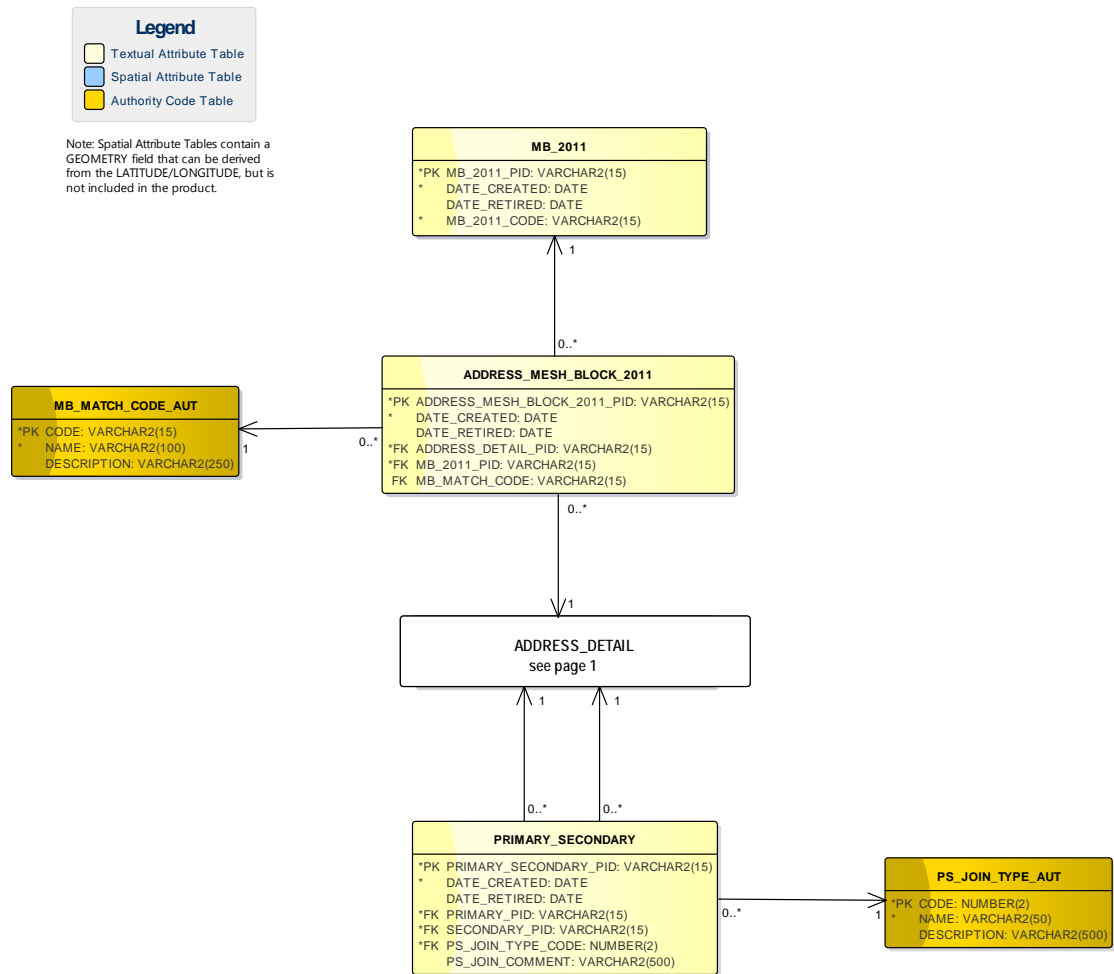 Legend
Textual Attribute Table
Spatial Attribute Table
Authority Code Table
Note: Spatial Attribute Tables contain a
GEOMETRY field that can be derived
from the LATITUDE/LONGITUDE, but is
not included in the product.
MB_2011
*PK MB_2011_PID: VARCHAR2(15)
* DATE_CREATED: DATE
DATE_RETIRED: DATE
* MB_2011_CODE: VARCHAR2(15)
1
0..*
ADDRESS_MESH_BLOCK_2011
*PK ADDRESS_MESH_BLOCK_2011_PID: VARCHAR2(15)
* DATE_CREATED: DATE
DATE_RETIRED: DATE
*FK ADDRESS_DETAIL_PID: VARCHAR2(15)
*FK MB_2011_PID: VARCHAR2(15)
FK MB_MATCH_CODE: VARCHAR2(15)
MB_MATCH_CODE_AUT
*PK CODE: VARCHAR2(15)
* NAME: VARCHAR2(100)
DESCRIPTION: VARCHAR2(250)
1
0..*
0..*
1
ADDRESS_DETAIL
see page 1
1
1
0..*
0..*
PRIMARY_SECONDARY
*PK PRIMARY_SECONDARY_PID: VARCHAR2(15)
* DATE_CREATED: DATE
DATE_RETIRED: DATE
*FK PRIMARY_PID: VARCHAR2(15)
*FK SECONDARY_PID: VARCHAR2(15)
*FK PS_JOIN_TYPE_CODE: NUMBER(2)
PS_JOIN_COMMENT: VARCHAR2(500)
0..*
1
PS_JOIN_TYPE_AUT
*PK CODE: NUMBER(2)
* NAME: VARCHAR2(50)
DESCRIPTION: VARCHAR2(500)